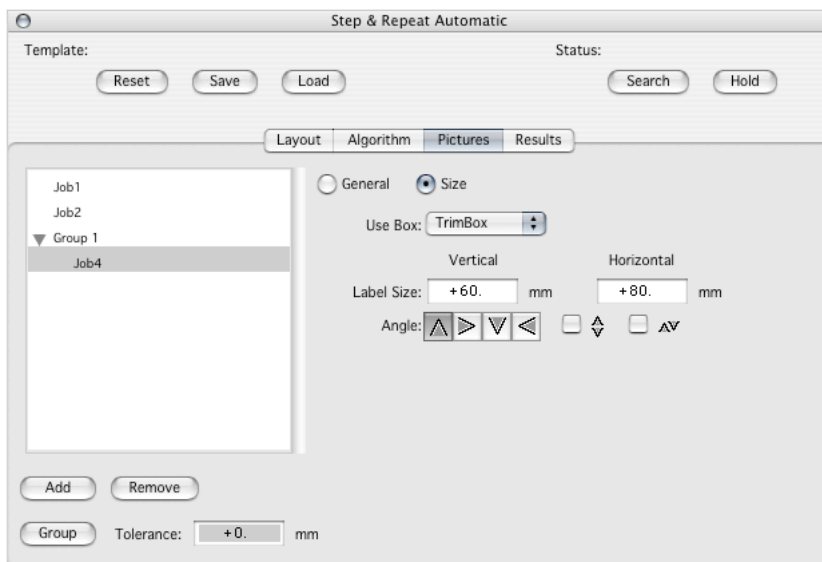 Step & Repeat Automatic
Template: Status:
Reset Save Load Search Hold
Layout Algorithm Pictures Results
Job1
Job2
Group 1
Job4
General Size
Use Box: TrimBox
Vertical Horizontal
Label Size: +60. mm +80. mm
Angle:
Add Remove
Group Tolerance: +0. mm